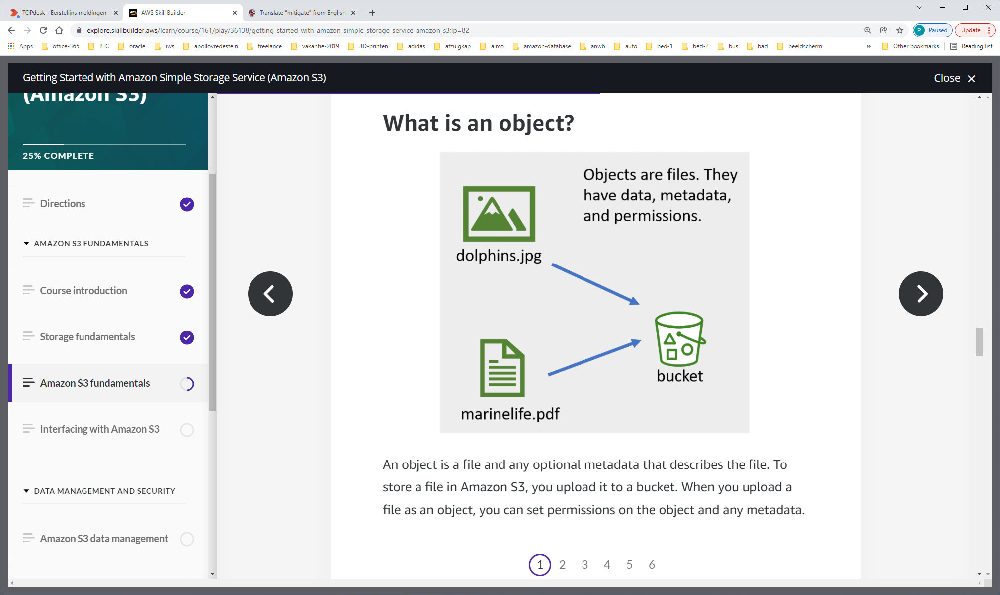 TOPdesk - Eerstelijns meldingen
AWS Skill Builder
Translate "mitigate" from English
explore.skillbuilder.aws/learn/course/161/play/36138/getting-started-with-amazon-simple-storage-service-amazon-s3;lp=82
P Paused
Update
Apps office-365 BTC oracle rws apollovredestein freelance vakantie-2019 3D-printen adidas afzuigkap airco amazon-database anwb auto bed-1 bed-2 bus bad beeldscherm » Other bookmarks Reading list
Getting Started with Amazon Simple Storage Service (Amazon S3)
Close
(Amazon S3)
25% COMPLETE
Directions
AMAZON S3 FUNDAMENTALS
Course introduction
Storage fundamentals
Amazon S3 fundamentals
Interfacing with Amazon S3
DATA MANAGEMENT AND SECURITY
Amazon S3 data management
What is an object?
Objects are files. They
have data, metadata,
and permissions.
dolphins.jpg
bucket
marinelife.pdf
An object is a file and any optional metadata that describes the file. To
store a file in Amazon S3, you upload it to a bucket. When you upload a
file as an object, you can set permissions on the object and any metadata.
1 2 3 4 5 6